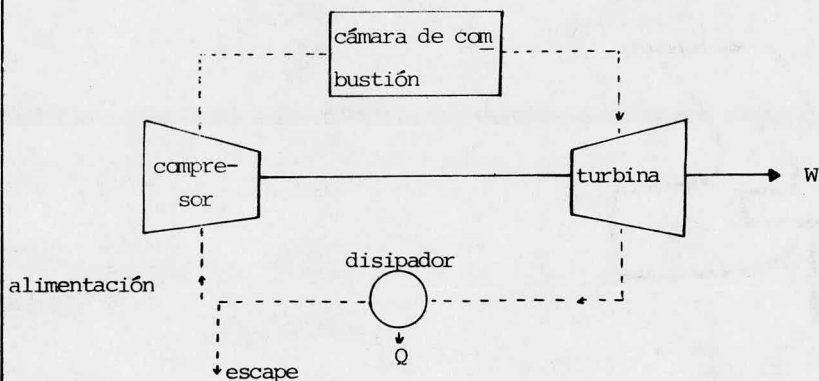 cámara de com
bustión
compre-
sor
turbina
W
alimentación
disipador
Q
escape